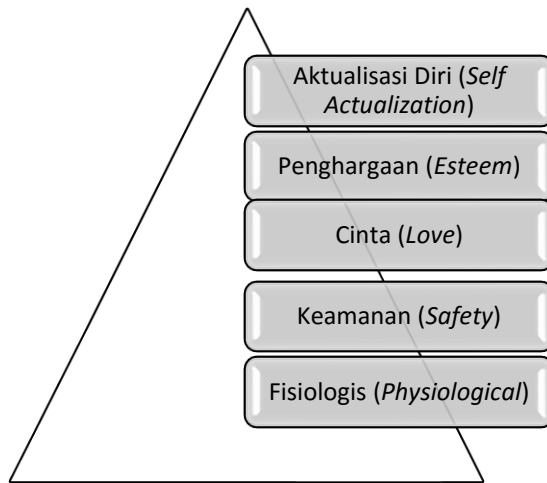 Aktualisasi Diri (Self
Actualization)
Penghargaan (Esteem)
Cinta (Love)
Keamanan (Safety)
Fisiologis (Physiological)